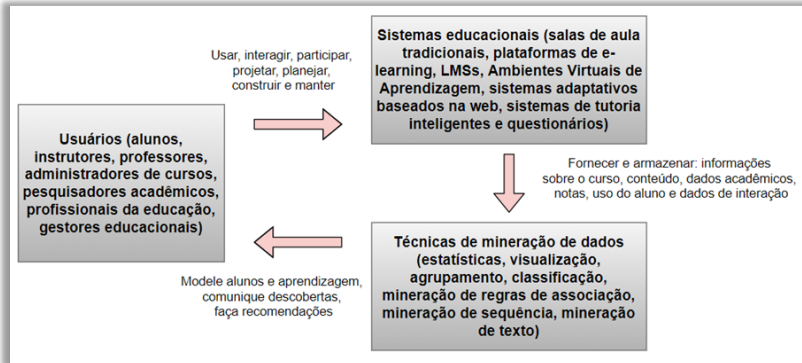 Usar, interagir, participar,
projetar, planejar,
construir e manter
Sistemas educacionais (salas de aula
tradicionais, plataformas de e-
learning, LMSs, Ambientes Virtuais de
Aprendizagem, sistemas adaptativos
baseados na web, sistemas de tutoria
inteligentes e questionários)
Usuários (alunos,
instrutores, professores,
administradores de cursos,
pesquisadores acadêmicos,
profissionais da educação,
gestores educacionais)
Fornecer e armazenar: informações
sobre o curso, conteúdo, dados acadêmicos,
notas, uso do aluno e dados de interação
Técnicas de mineração de dados
(estatísticas, visualização,
agrupamento, classificação,
mineração de regras de associação,
mineração de sequência, mineração
de texto)
Modele alunos e aprendizagem,
comunique descobertas,
faça recomendações